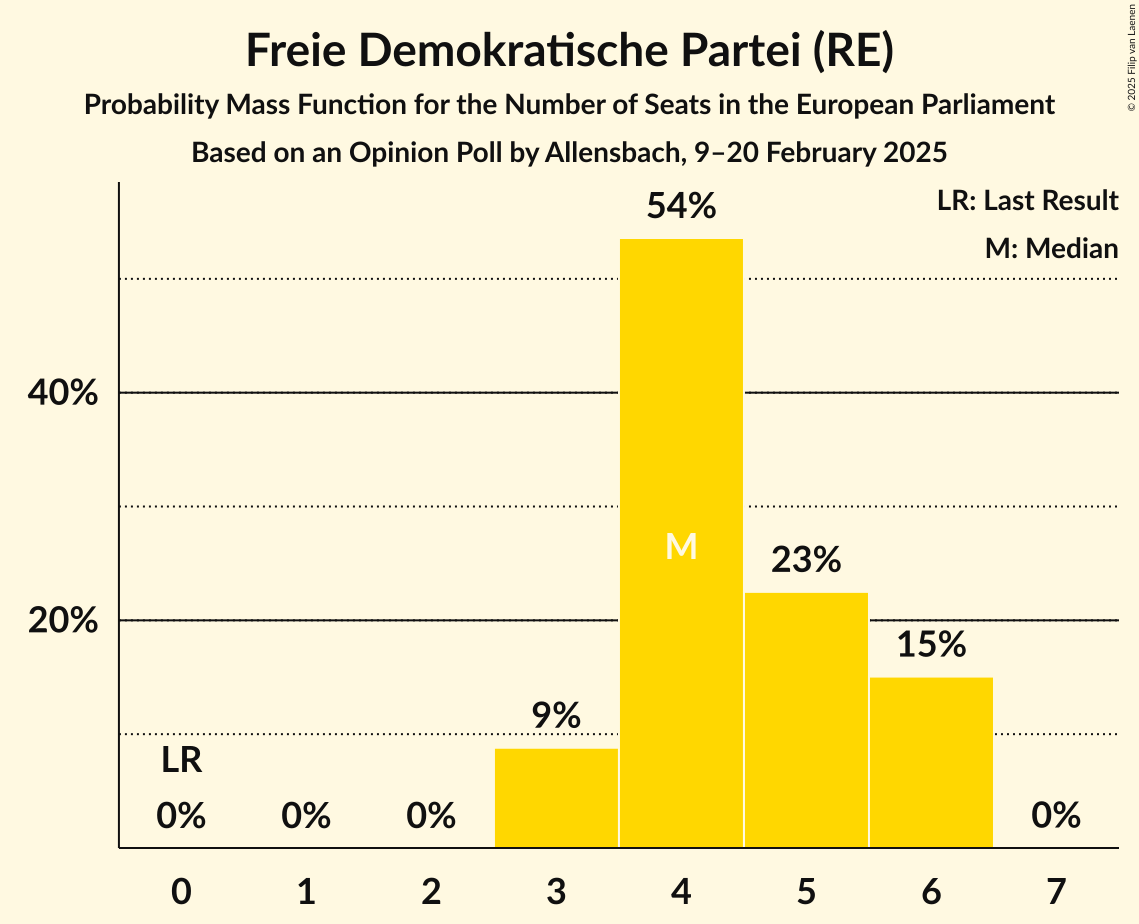 Freie Demokratische Partei (RE)
Probability Mass Function for the Number of Seats in the European Parliament
Based on an Opinion Poll by Allensbach, 9–20 February 2025
© 2025 Filip van Laenen
LR: Last Result
M: Median
54%
40%
M
23%
20%
15%
9%
LR
0% 0% 0% 0%
0 1 2 3 4 5 6 7